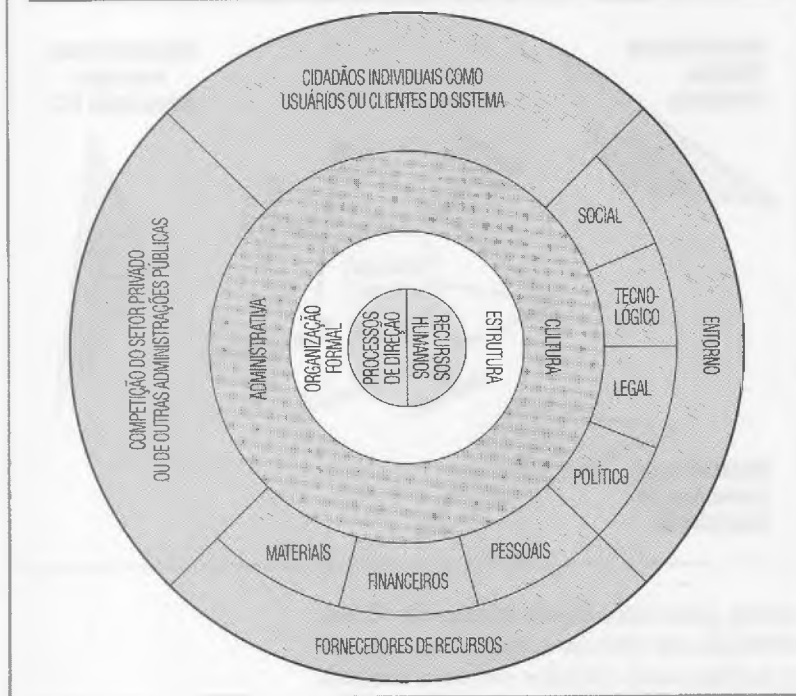 CIDADÃOS INDIVIDUAIS COMO
USUÁRIOS OU CLIENTES DO SISTEMA
COMPETIÇÃO DO SETOR PRIVADO
OU DE OUTRAS ADMINISTRAÇÕES PÚBLICAS
ADMINISTRATIVA
ORGANIZAÇÃO
FORMAL
PROCESSOS
DE DIREÇÃO
RECURSOS
HUMANOS
ESTRUTURA
CULTURA
SOCIAL
TECNO-
LÓGICO
LEGAL
POLÍTICO
ENTORNO
MATERIAIS
FINANCEIROS
PESSOAIS
FORNECEDORES DE RECURSOS